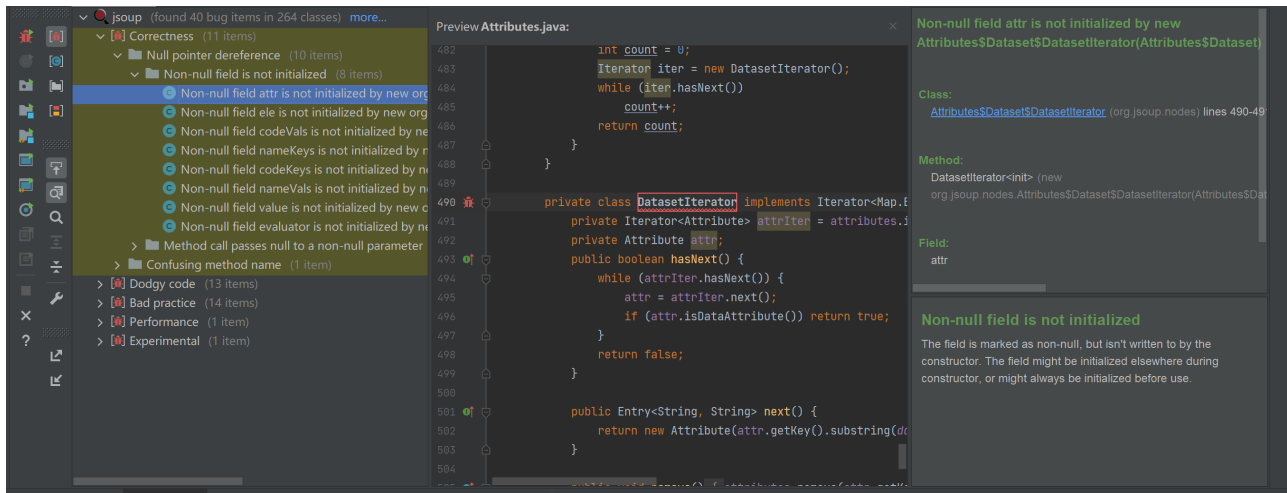 jsoup (found 40 bug items in 264 classes) more...
Correctness (11 items)
Null pointer dereference (10 items)
Non-null field is not initialized (8 items)
Non-null field attr is not initialized by new org
Non-null field ele is not initialized by new org
Non-null field codeVals is not initialized by ne
Non-null field nameKeys is not initialized by n
Non-null field codeKeys is not initialized by n
Non-null field nameVals is not initialized by n
Non-null field value is not initialized by new o
Non-null field evaluator is not initialized by ne
Method call passes null to a non-null parameter
Confusing method name (1 item)
Dodgy code (13 items)
Bad practice (14 items)
Performance (1 item)
Experimental (1 item)
?
Preview Attributes.java:
482 int count = 0;
483 Iterator iter = new DatasetIterator();
484 while (iter.hasNext())
485 count++;
486 return count;
487 }
488 }
489
490 private class DatasetIterator implements Iterator<Map.E
491 private Iterator<Attribute> attrIter = attributes.i
492 private Attribute attr;
493 public boolean hasNext() {
494 while (attrIter.hasNext()) {
495 attr = attrIter.next();
496 if (attr.isDataAttribute()) return true;
497 }
498 return false;
499 }
500
501 public Entry<String, String> next() {
502 return new Attribute(attr.getKey().substring(da
503 }
504
Non-null field attr is not initialized by new
Attributes$Dataset$DatasetIterator(Attributes$Dataset)
Class:
Attributes$Dataset$DatasetIterator (org.jsoup.nodes) lines 490-49
Method:
DatasetIterator<init> (new
org.jsoup.nodes.Attributes$Dataset$DatasetIterator(Attributes$Dat
Field:
attr
Non-null field is not initialized
The field is marked as non-null, but isn't written to by the
constructor. The field might be initialized elsewhere during
constructor, or might always be initialized before use.